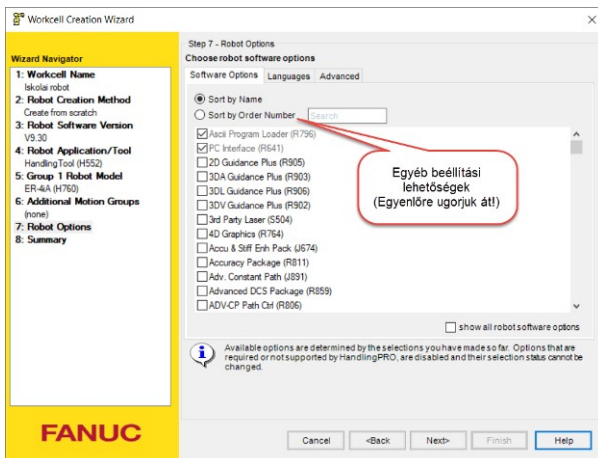 Workcell Creation Wizard
Wizard Navigator
1: Workcell Name
Iskolai robot
2: Robot Creation Method
Create from scratch
3: Robot Software Version
V9.30
4: Robot Application/Tool
HandlingTool (H552)
5: Group 1 Robot Model
ER-4iA (H760)
6: Additional Motion Groups
(none)
7: Robot Options
8: Summary
FANUC
Step 7 - Robot Options
Choose robot software options
Software Options Languages Advanced
Sort by Name
Sort by Order Number Search
Ascii Program Loader (R796)
PC Interface (R641)
2D Guidance Plus (R905)
3DA Guidance Plus (R903)
3DL Guidance Plus (R906)
3DV Guidance Plus (R902)
3rd Party Laser (S504)
4D Graphics (R764)
Accu & Stiff Enh Pack (J674)
Accuracy Package (R811)
Adv. Constant Path (J891)
Advanced DCS Package (R859)
ADV-CP Path Ctrl (R806)
Egyéb beéllítási
lehetőségek
(Egyenlőre ugorjuk át!)
show all robot software options
Available options are determined by the selections you have made so far. Options that are
required or not supported by HandlingPRO, are disabled and their selection status cannot be
changed.
Cancel <Back Next> Finish Help